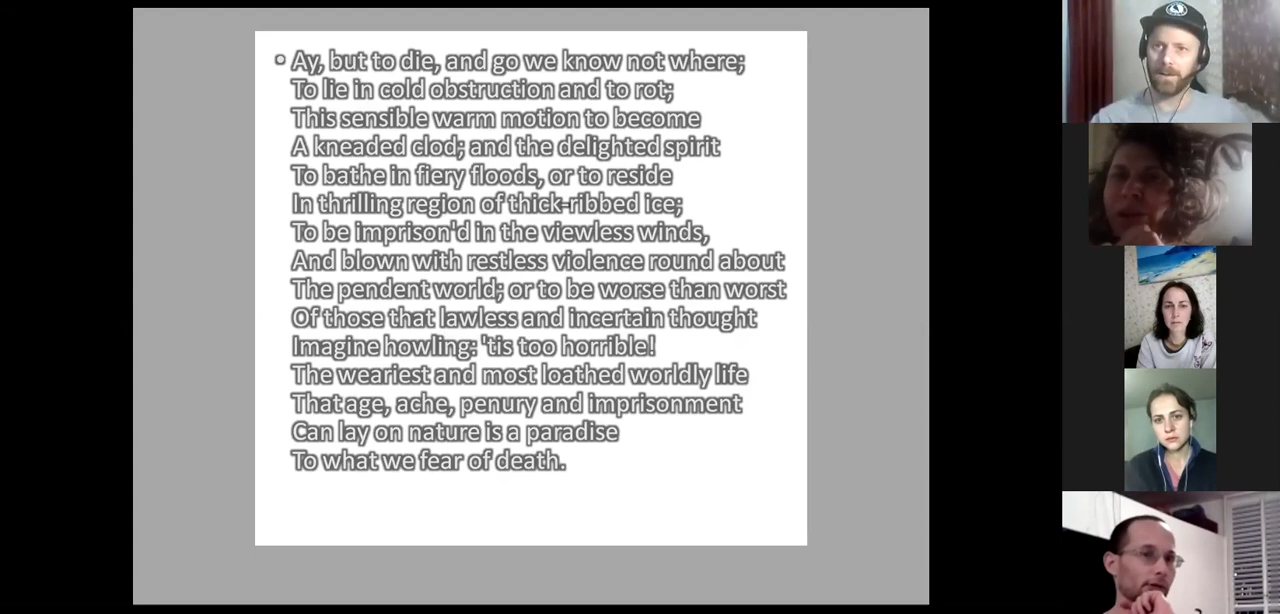 • Ay, but to die, and go we know not where;
To lie in cold obstruction and to rot;
This sensible warm motion to become
A kneaded clod; and the delighted spirit
To bathe in fiery floods, or to reside
In thrilling region of thick-ribbed ice;
To be imprison'd in the viewless winds,
And blown with restless violence round about
The pendent world; or to be worse than worst
Of those that lawless and incertain thought
Imagine howling: 'tis too horrible!
The weariest and most loathed worldly life
That age, ache, penury and imprisonment
Can lay on nature is a paradise
To what we fear of death.